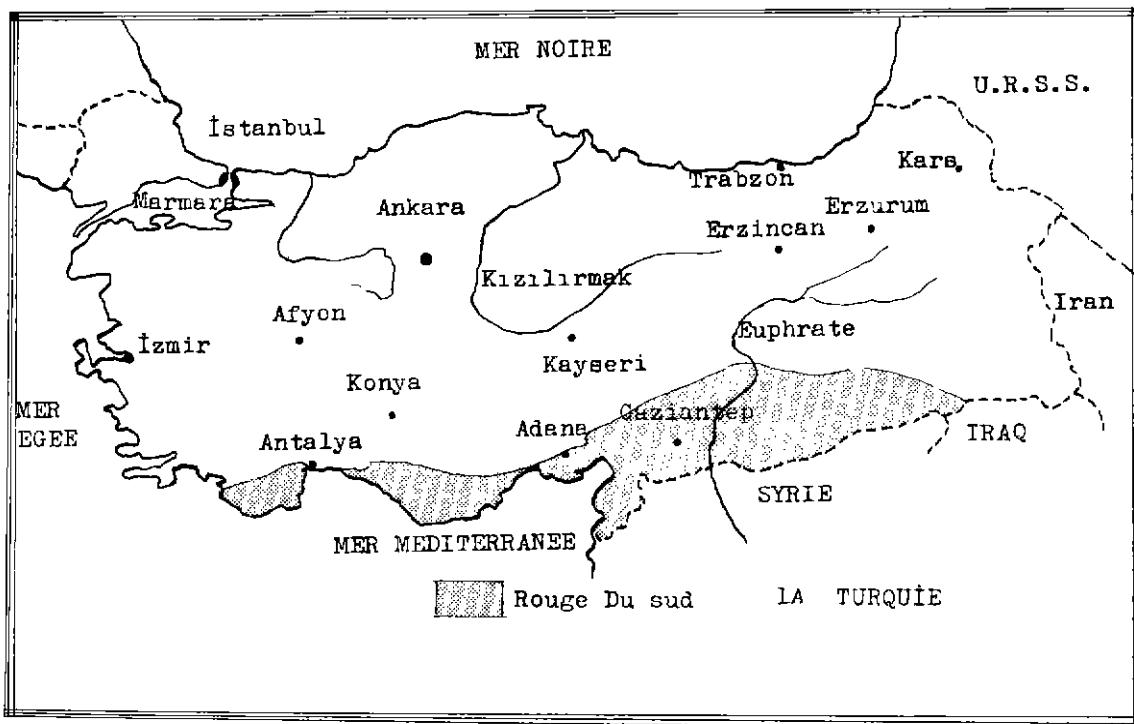 MER NOIRE
U.R.S.S.
İstanbul
Kars
Trabzon
Marmara
Ankara
Erzurum
Erzincan
Kızılırmak
Iran
Afyon
Euphrate
İzmir
Kayseri
Konya
MER
EGEE
Gaziantep
Adana
IRAQ
Antalya
SYRIE
MER MEDITERRANEE
Rouge Du sud
LA TURQUİE